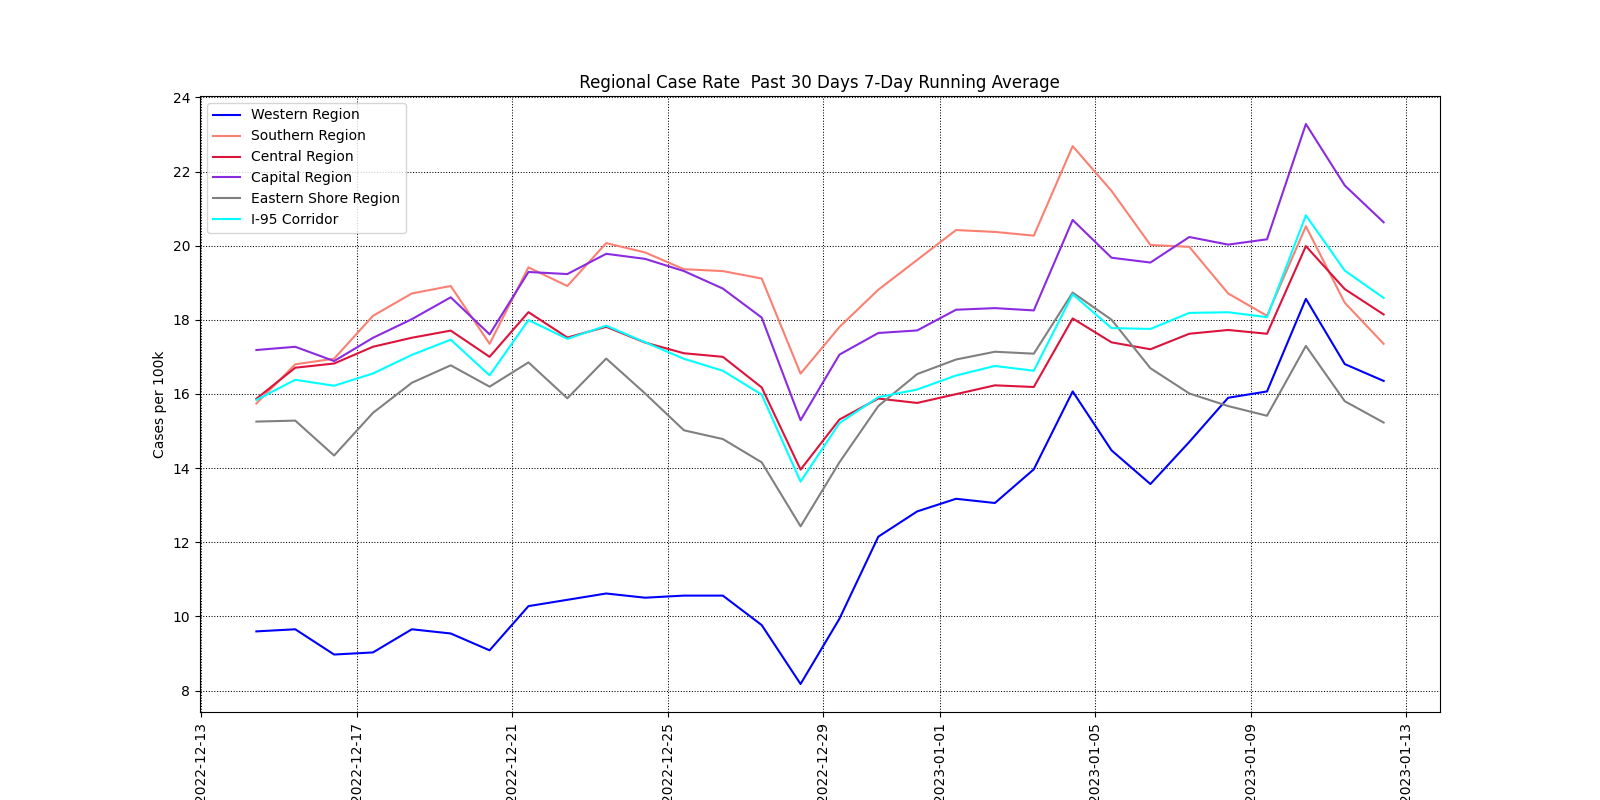 Regional Case Rate  Past 30 Days 7-Day Running Average
Cases per 100k
24
22
20
18
16
14
12
10
8
Western Region
Southern Region
Central Region
Capital Region
Eastern Shore Region
I-95 Corridor
2022-12-13
2022-12-17
2022-12-21
2022-12-25
2022-12-29
2023-01-01
2023-01-05
2023-01-09
2023-01-13